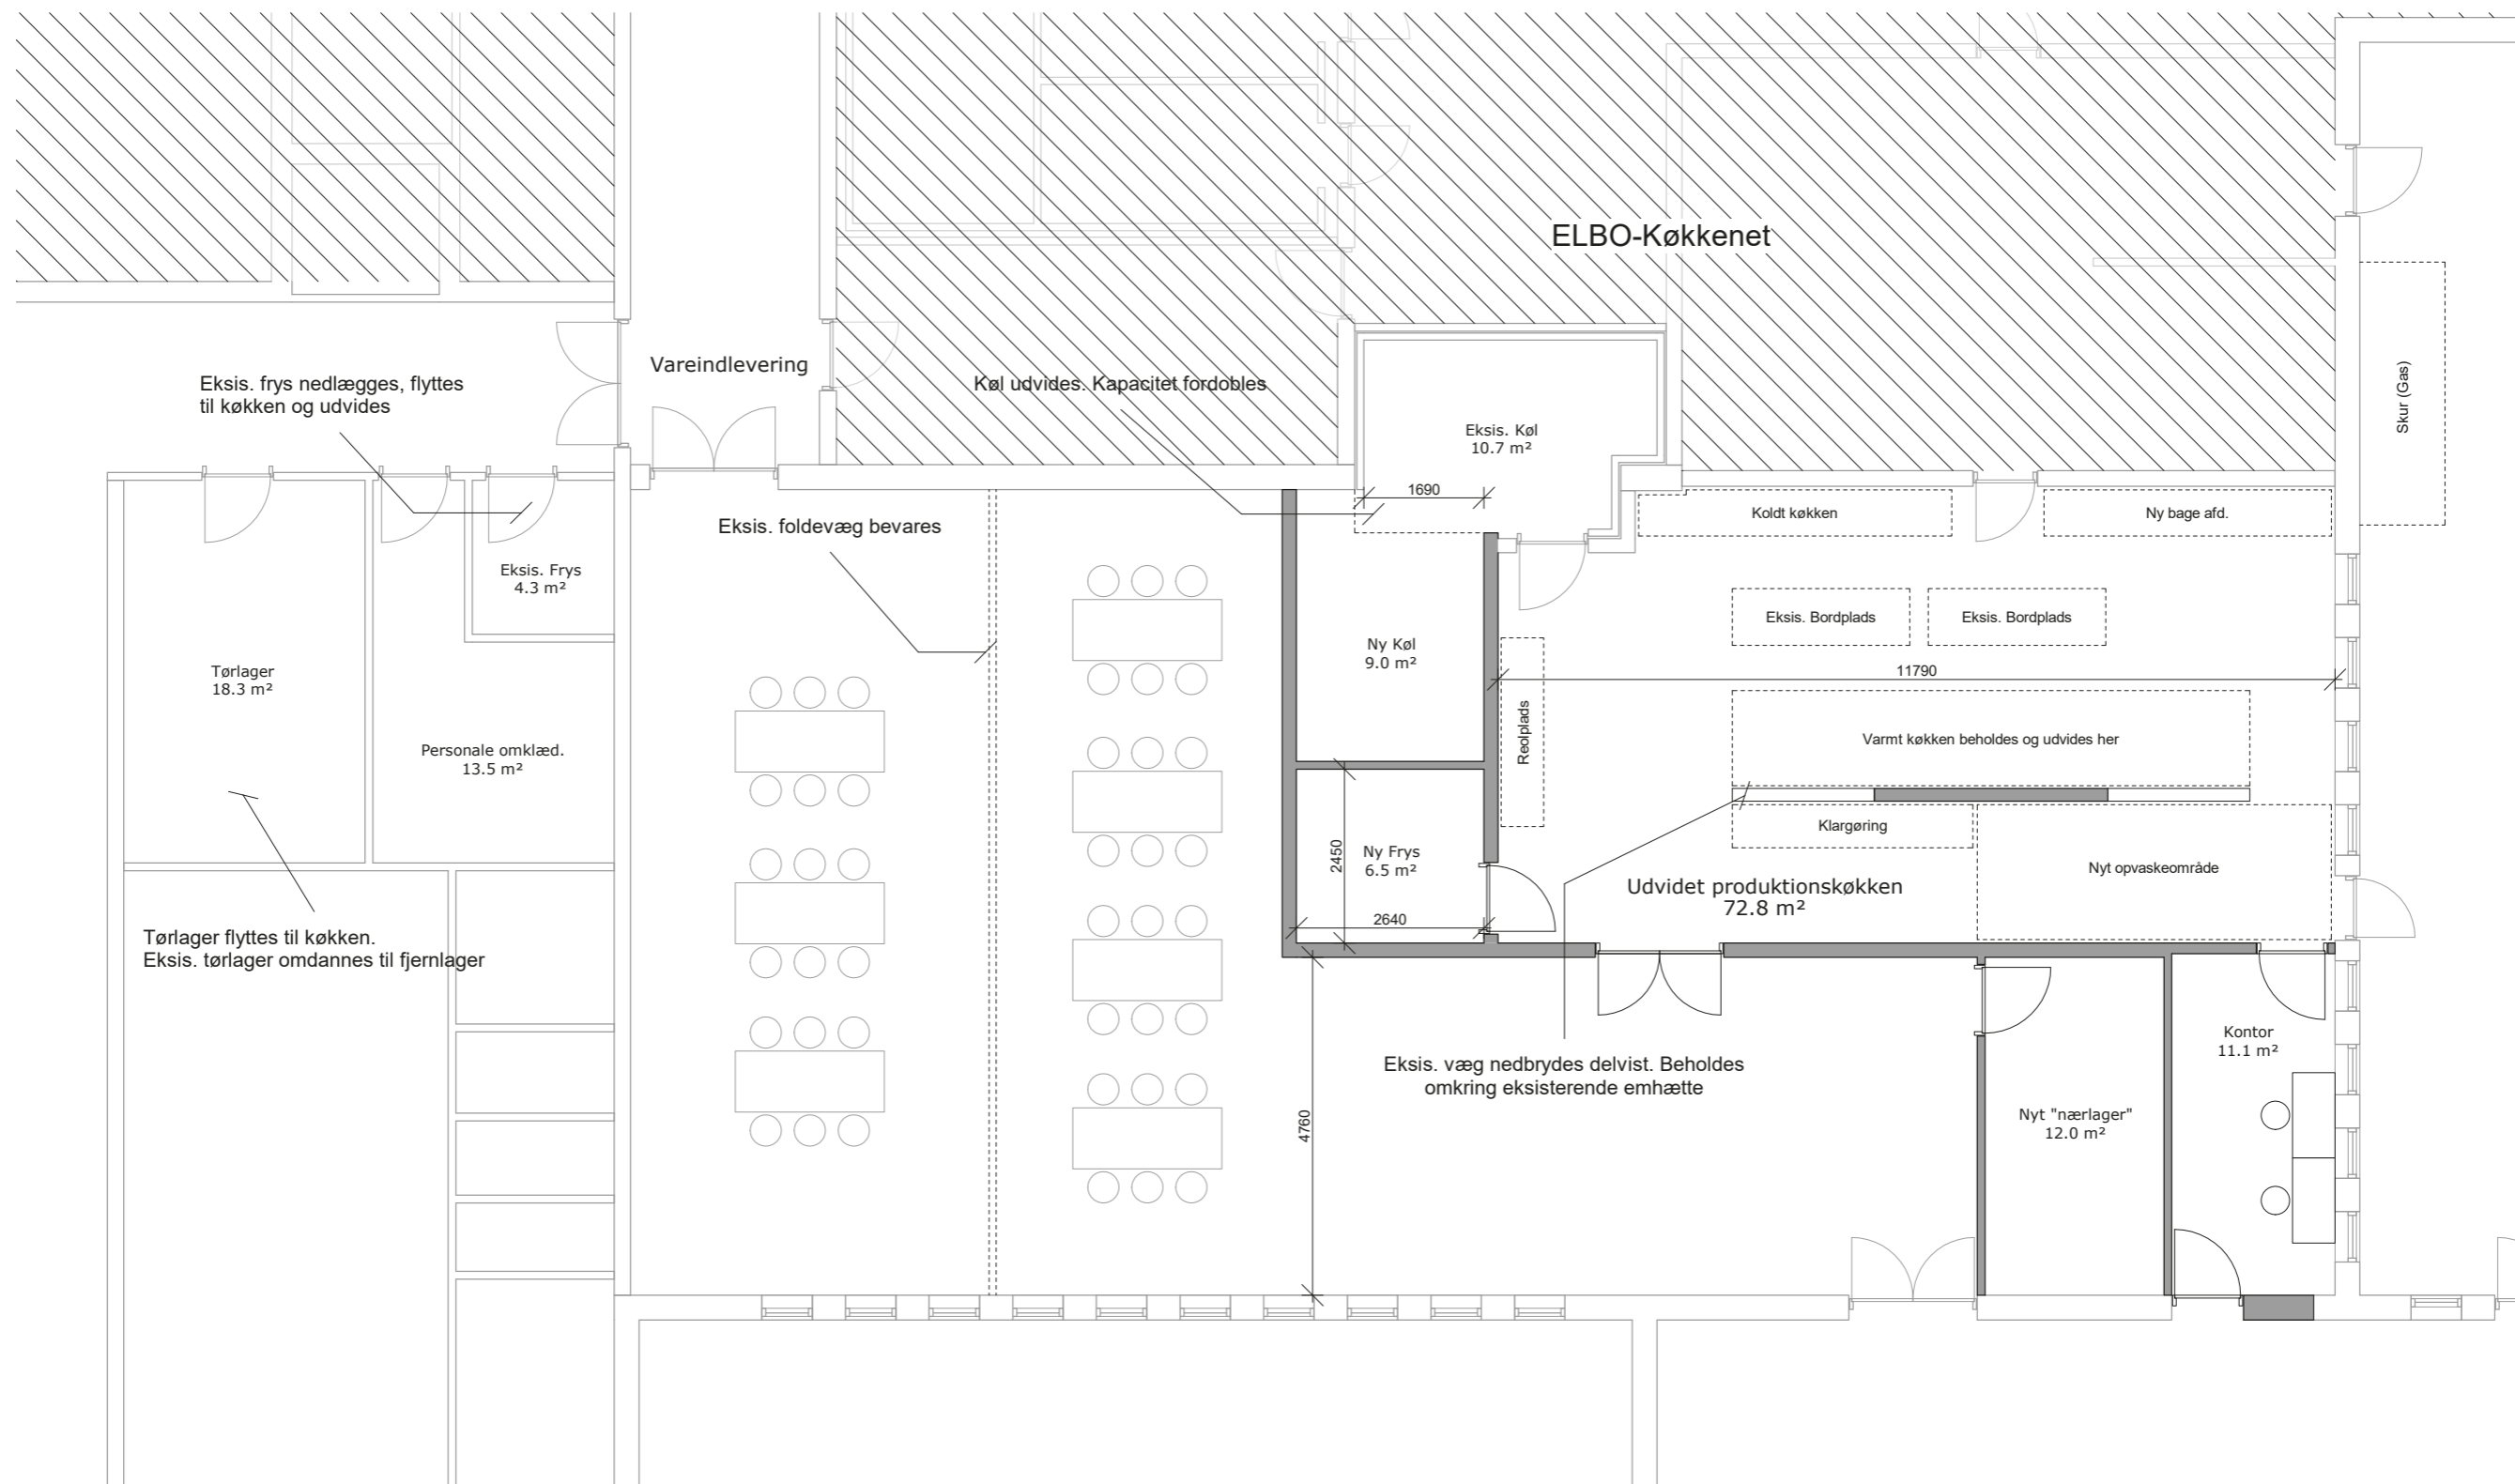 ELBO-Køkkenet
Vareindlevering
Eksis. frys nedlægges, flyttes
til køkken og udvides
Køl udvides. Kapacitet fordobles
Skur (Gas)
Eksis. Køl
10.7 m²
1690
Koldt køkken
Ny bage afd.
Eksis. foldevæg bevares
Eksis. Frys
4.3 m²
Eksis. Bordplads
Eksis. Bordplads
Ny Køl
9.0 m²
11790
Tørlager
18.3 m²
Reolplads
Personale omklæd.
13.5 m²
Varmt køkken beholdes og udvides her
Klargøring
2450
Ny Frys
6.5 m²
Nyt opvaskeområde
Udvidet produktionskøkken
72.8 m²
2640
Tørlager flyttes til køkken.
Eksis. tørlager omdannes til fjernlager
Kontor
11.1 m²
Eksis. væg nedbrydes delvist. Beholdes
omkring eksisterende emhætte
4760
Nyt "nærlager"
12.0 m²